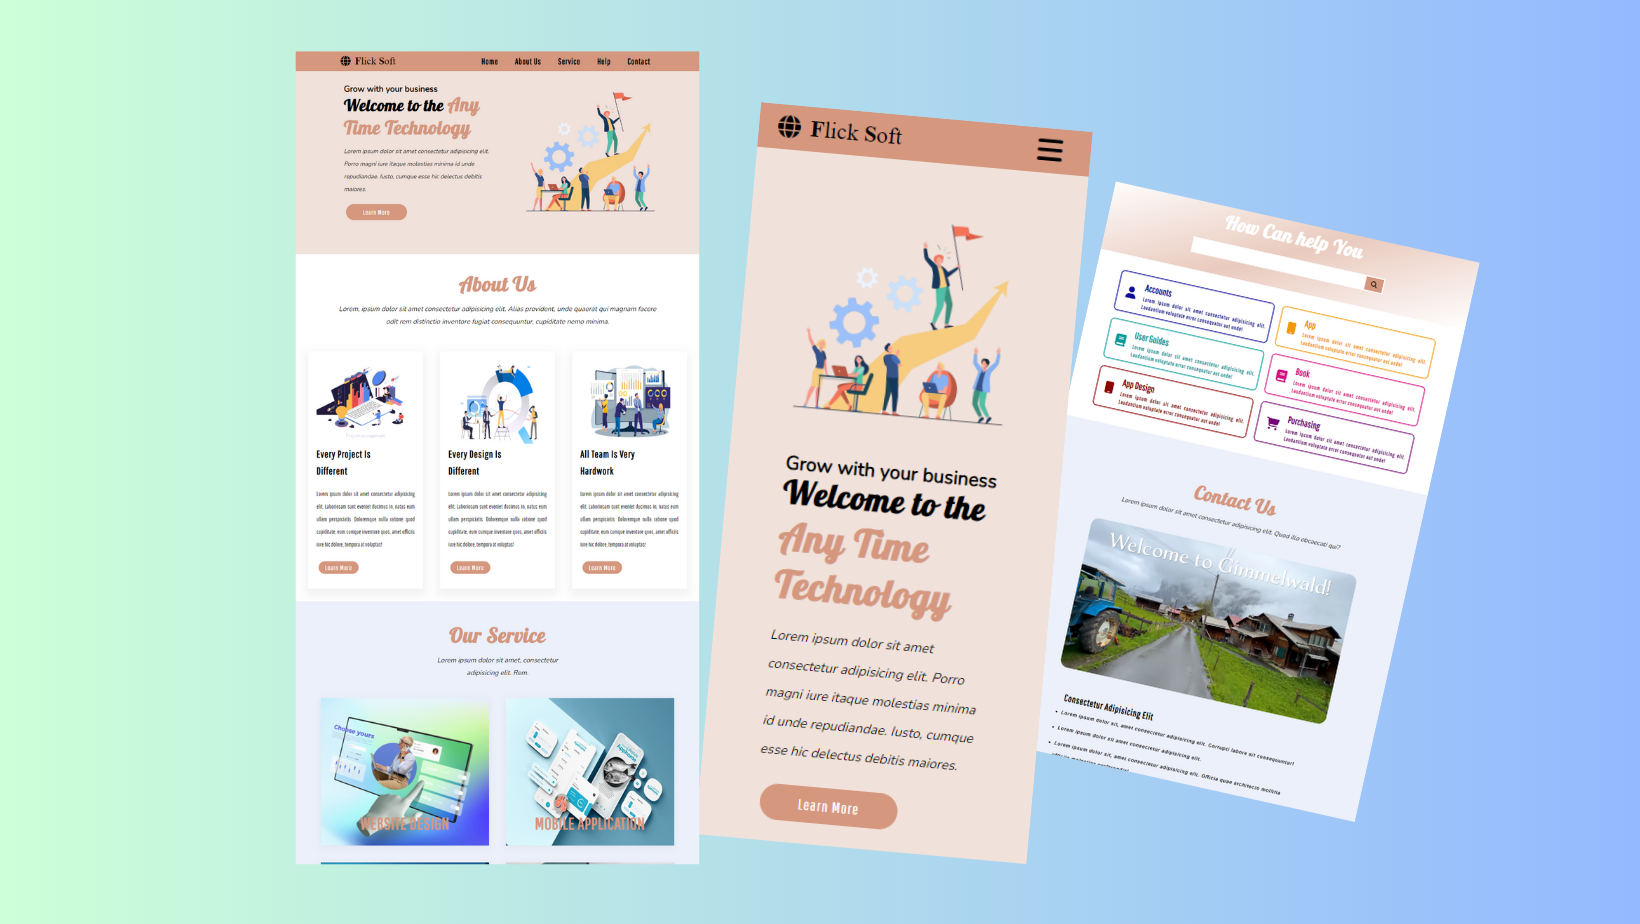 Flick Soft
Home About Us Service Help Contact
Grow with your business
Welcome to the Any
Time Technology
Lorem ipsum dolor sit amet consectetur adipisicing elit.
Porro magni iure itaque molestias minima id unde
repudiandae. Iusto, cumque esse hic delectus debitis
maiores.
Learn More
About Us
Lorem, ipsum dolor sit amet consectetur adipisicing elit. Alias provident, unde quaerat qui magnam facere
odit rem distinctio inventore fugiat consequuntur, cupiditate nemo minima.
Every Project Is
Different
Lorem ipsum dolor sit amet consectetur adipisicing
elit. Laboriosam sunt eveniet ducimus in, natus eum
ullam perspiciatis. Doloremque nulla ratione quod
cupiditate, eum cumque inventore quos, amet officiis
iure hic dolore, tempora at voluptas!
Learn More
Every Design Is
Different
Lorem ipsum dolor sit amet consectetur adipisicing
elit. Laboriosam sunt eveniet ducimus in, natus eum
ullam perspiciatis. Doloremque nulla ratione quod
cupiditate, eum cumque inventore quos, amet officiis
iure hic dolore, tempora at voluptas!
Learn More
All Team Is Very
Hardwork
Lorem ipsum dolor sit amet consectetur adipisicing
elit. Laboriosam sunt eveniet ducimus in, natus eum
ullam perspiciatis. Doloremque nulla ratione quod
cupiditate, eum cumque inventore quos, amet officiis
iure hic dolore, tempora at voluptas!
Learn More
Our Service
Lorem ipsum dolor sit amet, consectetur
adipisicing elit. Rem.
Choose yours
WEBSITE DESIGN
MOBILE APPLICATION
Flick Soft
Grow with your business
Welcome to the
Any Time
Technology
Lorem ipsum dolor sit amet
consectetur adipisicing elit. Porro
magni iure itaque molestias minima
id unde repudiandae. Iusto, cumque
esse hic delectus debitis maiores.
Learn More
How Can help You
Accounts
Lorem ipsum dolor sit amet consectetur adipisicing elit.
Laudantium voluptate error consequatur aut unde!
App
Lorem ipsum dolor sit amet consectetur adipisicing elit.
Laudantium voluptate error consequatur aut unde!
User Guides
Lorem ipsum dolor sit amet consectetur adipisicing elit.
Laudantium voluptate error consequatur aut unde!
Book
Lorem ipsum dolor sit amet consectetur adipisicing elit.
Laudantium voluptate error consequatur aut unde!
App Design
Lorem ipsum dolor sit amet consectetur adipisicing elit.
Laudantium voluptate error consequatur aut unde!
Purchasing
Lorem ipsum dolor sit amet consectetur adipisicing elit.
Laudantium voluptate error consequatur aut unde!
Contact Us
Lorem ipsum dolor sit amet consectetur adipisicing elit. Quod illo obcaecati qui?
Welcome to Gimmelwald!
Consectetur Adipisicing Elit
Lorem ipsum dolor sit, amet consectetur adipisicing elit. Corrupti labore sit consequuntur!
Lorem ipsum dolor sit amet consectetur adipisicing elit.
Lorem ipsum dolor sit amet consectetur adipisicing elit. Officia quae architecto mollitia